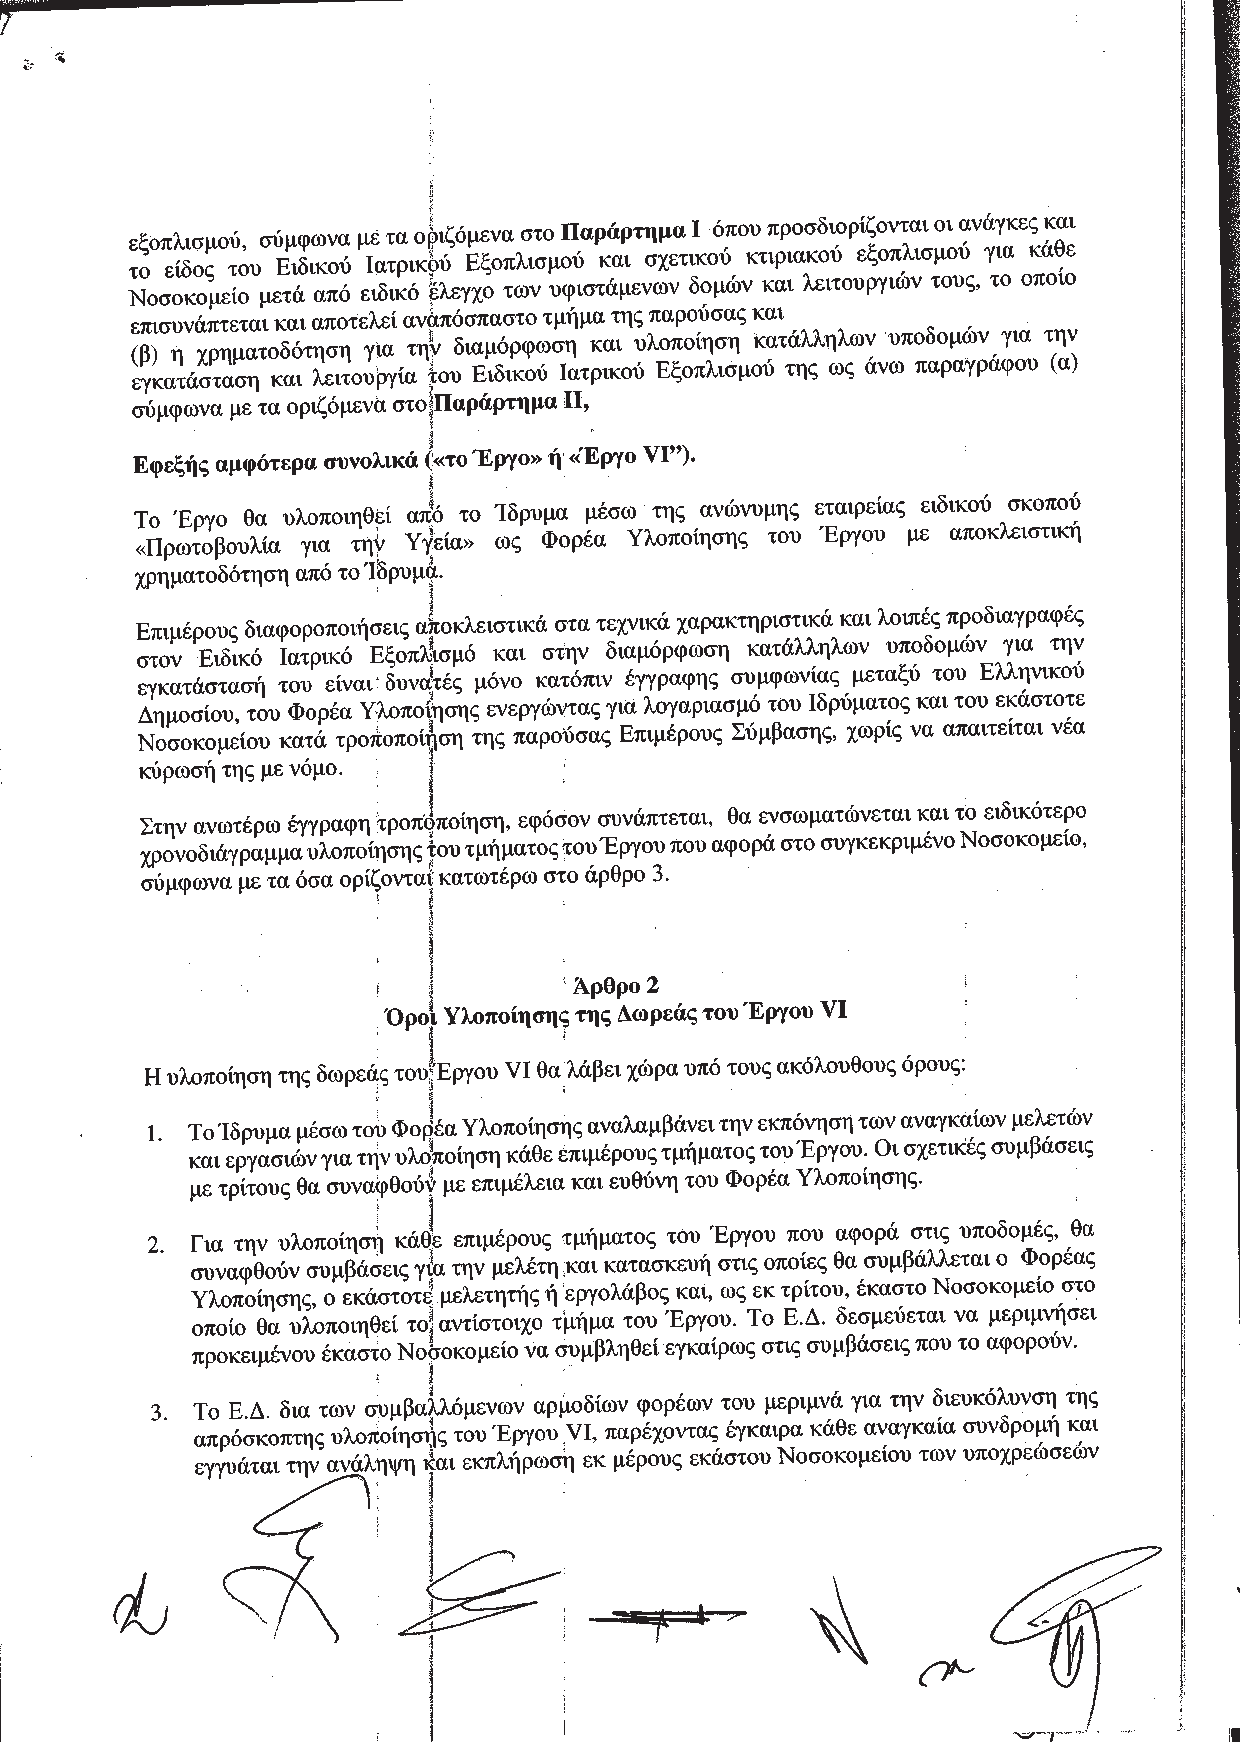 εξοπλισμού, σύμφωνα με τα οριζόμενα στο Παράρτημα Ι όπου προσδιορίζονται οι ανάγκες και
το είδος του Ειδικού Ιατρικού Εξοπλισμού και σχετικού κτιριακού εξοπλισμού για κάθε
Νοσοκομείο μετά από ειδικό έλεγχο των υφιστάμενων δομών και λειτουργιών τους, το οποίο
επισυνάπτεται και αποτελεί αναπόσπαστο τμήμα της παρούσας και
(β) η χρηματοδότηση για την διαμόρφωση και υλοποίηση κατάλληλων υποδομών για την
εγκατάσταση και λειτουργία του Ειδικού Ιατρικού Εξοπλισμού της ως άνω παραγράφου (α)
σύμφωνα με τα οριζόμενα στο Παράρτημα ΙΙ,
Εφεξής αμφότερα συνολικά («το Έργο» ή «Έργο VI”).
Το Έργο θα υλοποιηθεί από το Ίδρυμα μέσω της ανώνυμης εταιρείας ειδικού σκοπού
«Πρωτοβουλία για την Υγεία» ως Φορέα Υλοποίησης του Έργου με αποκλειστική
χρηματοδότηση από το Ίδρυμα.
Επιμέρους διαφοροποιήσεις αποκλειστικά στα τεχνικά χαρακτηριστικά και λοιπές προδιαγραφές
στον Ειδικό Ιατρικό Εξοπλισμό και στην διαμόρφωση κατάλληλων υποδομών για την
εγκατάστασή του είναι δυνατές μόνο κατόπιν έγγραφης συμφωνίας μεταξύ του Ελληνικού
Δημοσίου, του Φορέα Υλοποίησης ενεργώντας για λογαριασμό του Ιδρύματος και του εκάστοτε
Νοσοκομείου κατά τροποποίηση της παρούσας Επιμέρους Σύμβασης, χωρίς να απαιτείται νέα
κύρωσή της με νόμο.
Στην ανωτέρω έγγραφη τροποποίηση, εφόσον συνάπτεται, θα ενσωματώνεται και το ειδικότερο
χρονοδιάγραμμα υλοποίησης του τμήματος του Έργου που αφορά στο συγκεκριμένο Νοσοκομείο,
σύμφωνα με τα όσα ορίζονται κατωτέρω στο άρθρο 3.
Άρθρο 2
Όροι Υλοποίησης της Δωρεάς του Έργου VI
Η υλοποίηση της δωρεάς του Έργου VI θα λάβει χώρα υπό τους ακόλουθους όρους:
1. Το Ίδρυμα μέσω του Φορέα Υλοποίησης αναλαμβάνει την εκπόνηση των αναγκαίων μελετών
και εργασιών για την υλοποίηση κάθε επιμέρους τμήματος του Έργου. Οι σχετικές συμβάσεις
με τρίτους θα συναφθούν με επιμέλεια και ευθύνη του Φορέα Υλοποίησης.
2. Για την υλοποίηση κάθε επιμέρους τμήματος του Έργου που αφορά στις υποδομές, θα
συναφθούν συμβάσεις για την μελέτη και κατασκευή στις οποίες θα συμβάλλεται ο Φορέας
Υλοποίησης, ο εκάστοτε μελετητής ή εργολάβος και, ως εκ τρίτου, έκαστο Νοσοκομείο στο
οποίο θα υλοποιηθεί το αντίστοιχο τμήμα του Έργου. Το Ε.Δ. δεσμεύεται να μεριμνήσει
προκειμένου έκαστο Νοσοκομείο να συμβληθεί εγκαίρως στις συμβάσεις που το αφορούν.
3. Το Ε.Δ. δια των συμβαλλόμενων αρμοδίων φορέων του μεριμνά για την διευκόλυνση της
απρόσκοπτης υλοποίησής του Έργου VI, παρέχοντας έγκαιρα κάθε αναγκαία συνδρομή και
εγγυάται την ανάληψη και εκπλήρωση εκ μέρους εκάστου Νοσοκομείου των υποχρεώσεών